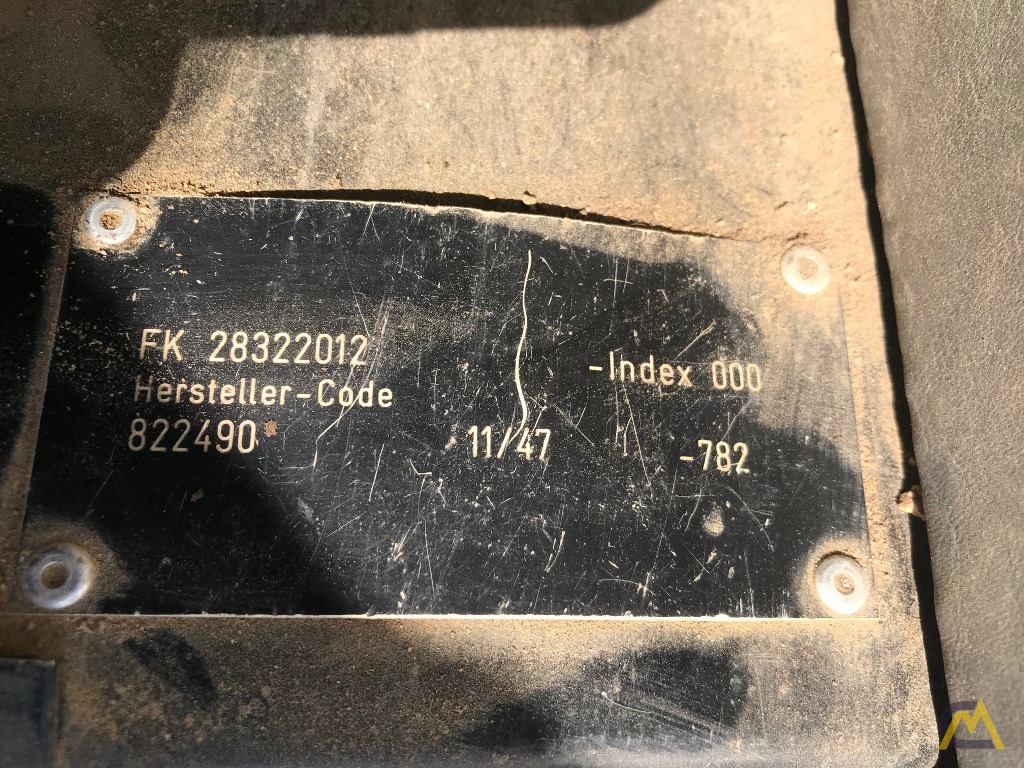 FK 28322012 -Index 000
Hersteller-Code
822490 11/47 -782